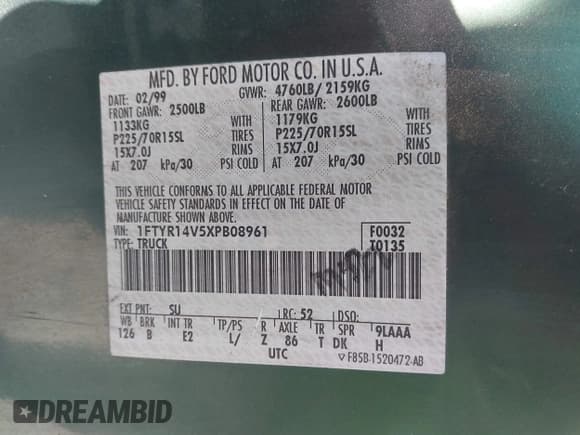 MFD. BY FORD MOTOR CO. IN U.S.A.
DATE: 02/99 GVWR: 4760LB/ 2159KG
FRONT GAWR: 2500LB REAR GAWR: 2600LB
1133KG WITH 1179KG WITH
P225/70R15SL TIRES P225/70R15SL TIRES
15X7.0J RIMS 15X7.0J RIMS
AT 207 kPa/30 PSI COLD AT 207 kPa/30 PSI COLD
THIS VEHICLE CONFORMS TO ALL APPLICABLE FEDERAL MOTOR
VEHICLE SAFETY AND THEFT PREVENTION STANDARDS IN EFFECT ON THE DATE OF
MANUFACTURE SHOWN ABOVE.
VIN: 1FTYR14V5XPB08961 F0032
TYPE: TRUCK T0135
EXT PNT: SU RC: 52 DSO:
WB BRK INT TR TP/PS R AXLE TR SPR 9LAAA
126 B E2 L/ Z 86 T DK H
UTC F85B-1520472-AB
DREAMBID